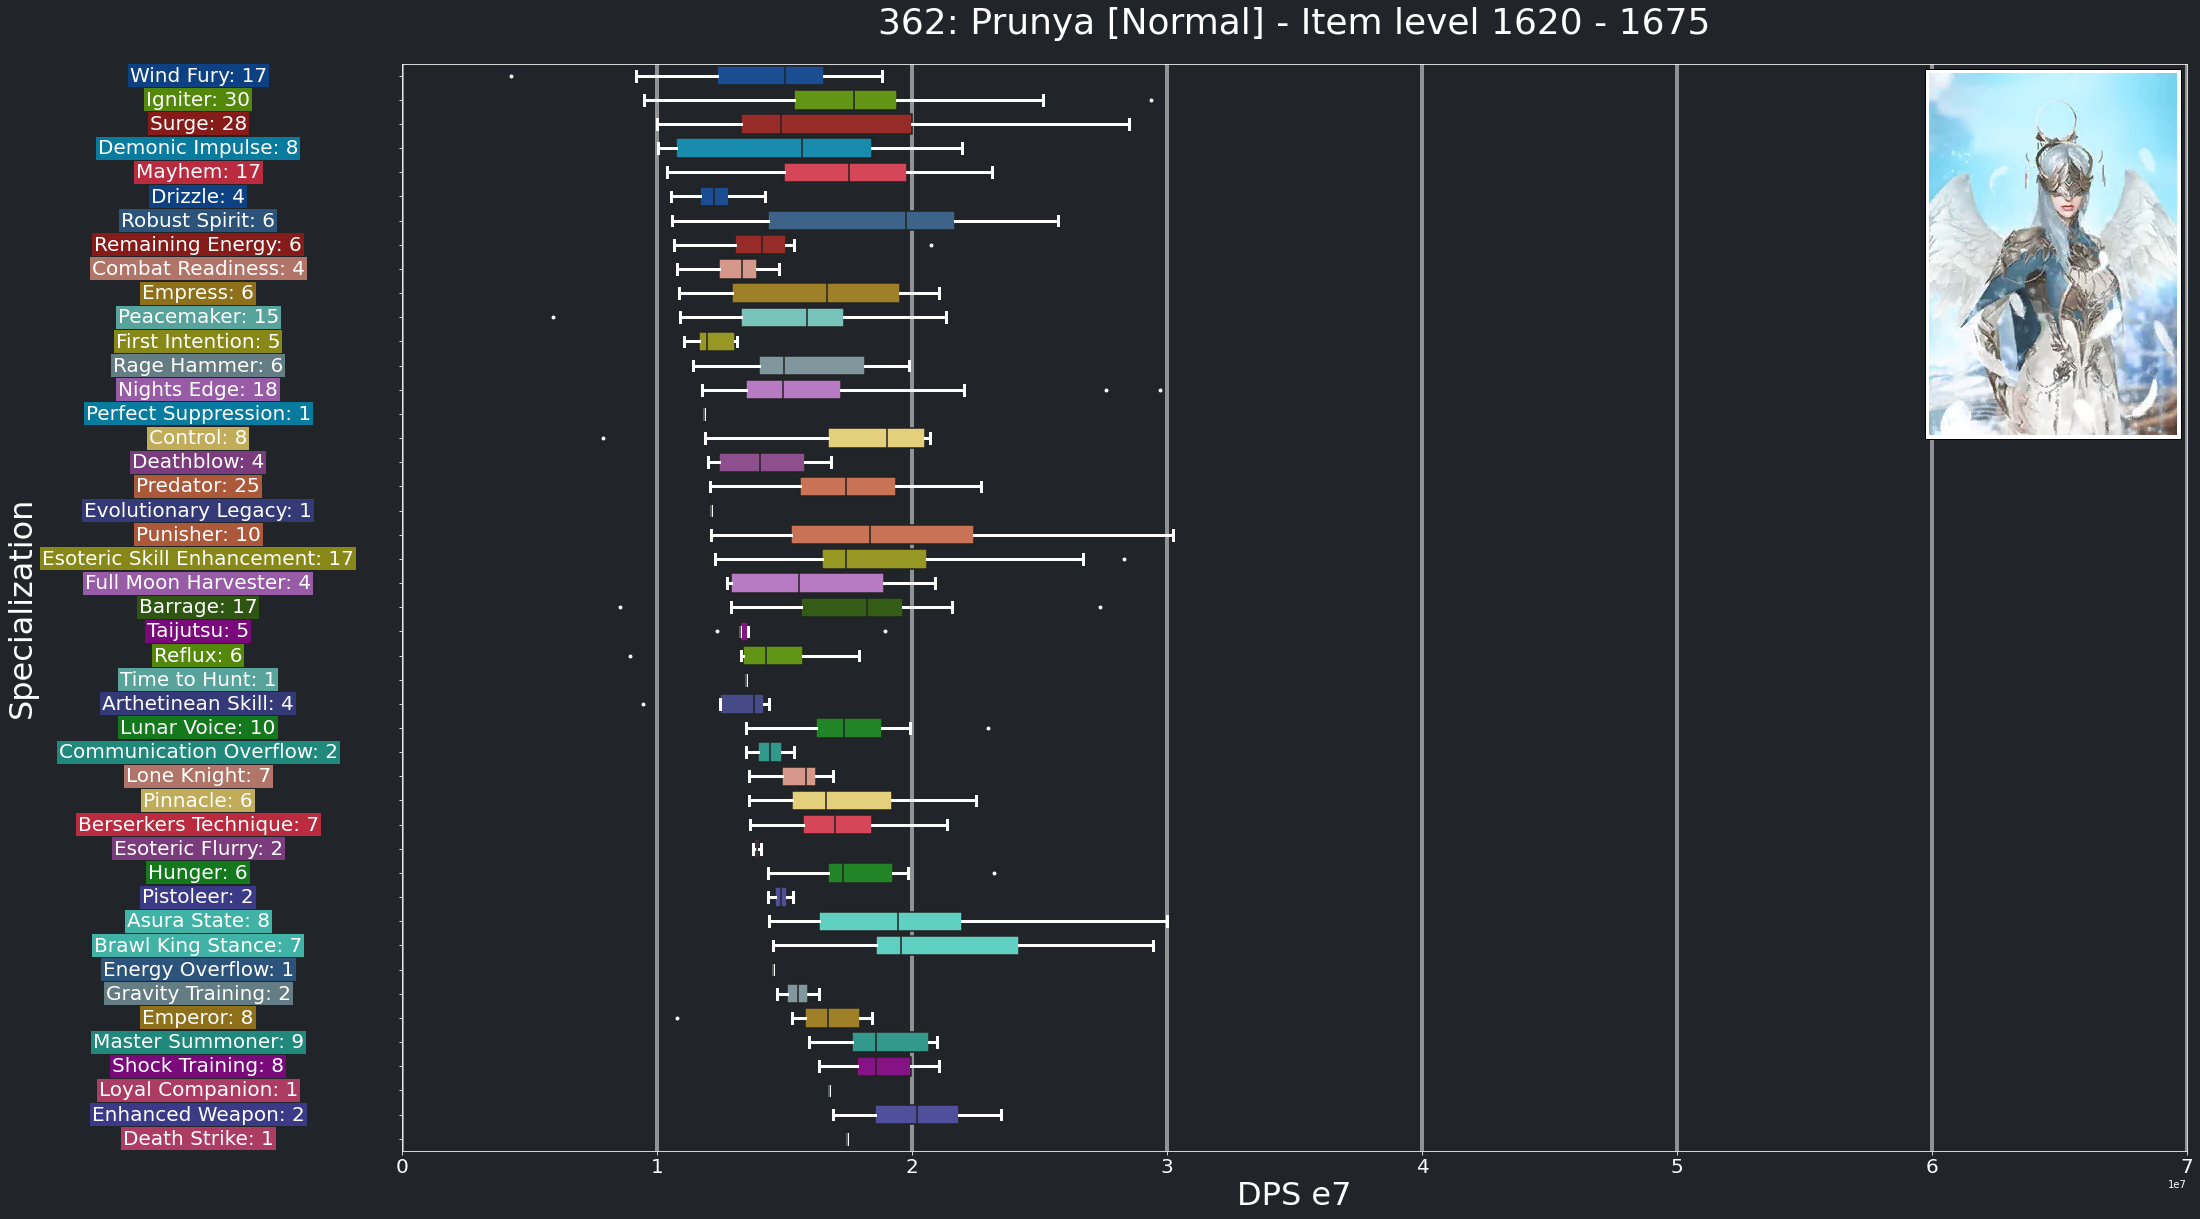 362: Prunya [Normal] - Item level 1620 - 1675
Specialization
Wind Fury: 17
Igniter: 30
Surge: 28
Demonic Impulse: 8
Mayhem: 17
Drizzle: 4
Robust Spirit: 6
Remaining Energy: 6
Combat Readiness: 4
Empress: 6
Peacemaker: 15
First Intention: 5
Rage Hammer: 6
Nights Edge: 18
Perfect Suppression: 1
Control: 8
Deathblow: 4
Predator: 25
Evolutionary Legacy: 1
Punisher: 10
Esoteric Skill Enhancement: 17
Full Moon Harvester: 4
Barrage: 17
Taijutsu: 5
Reflux: 6
Time to Hunt: 1
Arthetinean Skill: 4
Lunar Voice: 10
Communication Overflow: 2
Lone Knight: 7
Pinnacle: 6
Berserkers Technique: 7
Esoteric Flurry: 2
Hunger: 6
Pistoleer: 2
Asura State: 8
Brawl King Stance: 7
Energy Overflow: 1
Gravity Training: 2
Emperor: 8
Master Summoner: 9
Shock Training: 8
Loyal Companion: 1
Enhanced Weapon: 2
Death Strike: 1
0 1 2 3 4 5 6 7
1e7
DPS e7